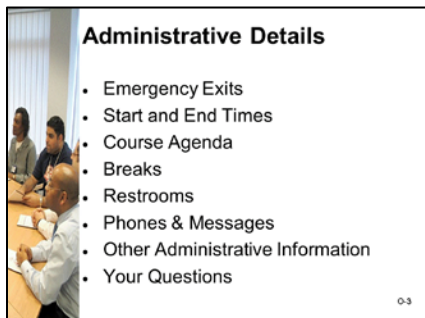 Administrative Details
• Emergency Exits
• Start and End Times
• Course Agenda
• Breaks
• Restrooms
• Phones & Messages
• Other Administrative Information
• Your Questions
O-3